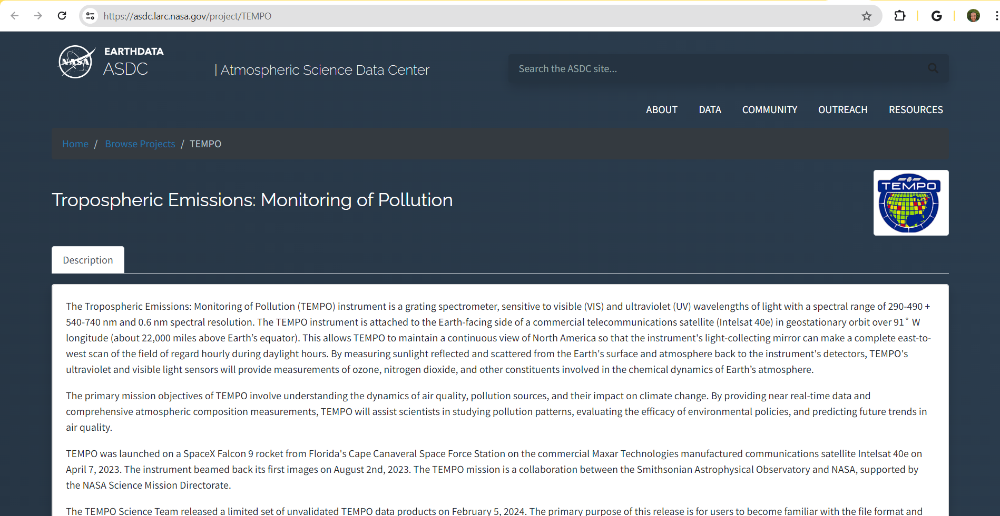 https://asdc.larc.nasa.gov/project/TEMPO
NASA
EARTHDATA
ASDC
| Atmospheric Science Data Center
Search the ASDC site...
ABOUT DATA COMMUNITY OUTREACH RESOURCES
Home / Browse Projects / TEMPO
Tropospheric Emissions: Monitoring of Pollution
TEMPO
Description
The Tropospheric Emissions: Monitoring of Pollution (TEMPO) instrument is a grating spectrometer, sensitive to visible (VIS) and ultraviolet (UV) wavelengths of light with a spectral range of 290-490 +
540-740 nm and 0.6 nm spectral resolution. The TEMPO instrument is attached to the Earth-facing side of a commercial telecommunications satellite (Intelsat 40e) in geostationary orbit over 91˚ W
longitude (about 22,000 miles above Earth’s equator). This allows TEMPO to maintain a continuous view of North America so that the instrument's light-collecting mirror can make a complete east-to-
west scan of the field of regard hourly during daylight hours. By measuring sunlight reflected and scattered from the Earth's surface and atmosphere back to the instrument's detectors, TEMPO's
ultraviolet and visible light sensors will provide measurements of ozone, nitrogen dioxide, and other constituents involved in the chemical dynamics of Earth’s atmosphere.
The primary mission objectives of TEMPO involve understanding the dynamics of air quality, pollution sources, and their impact on climate change. By providing near real-time data and
comprehensive atmospheric composition measurements, TEMPO will assist scientists in studying pollution patterns, evaluating the efficacy of environmental policies, and predicting future trends in
air quality.
TEMPO was launched on a SpaceX Falcon 9 rocket from Florida's Cape Canaveral Space Force Station on the commercial Maxar Technologies manufactured communications satellite Intelsat 40e on
April 7, 2023. The instrument beamed back its first images on August 2nd, 2023. The TEMPO mission is a collaboration between the Smithsonian Astrophysical Observatory and NASA, supported by
the NASA Science Mission Directorate.
The TEMPO Science Team released a limited set of unvalidated TEMPO data products on February 5, 2024. The primary purpose of this release is for users to become familiar with the file format and